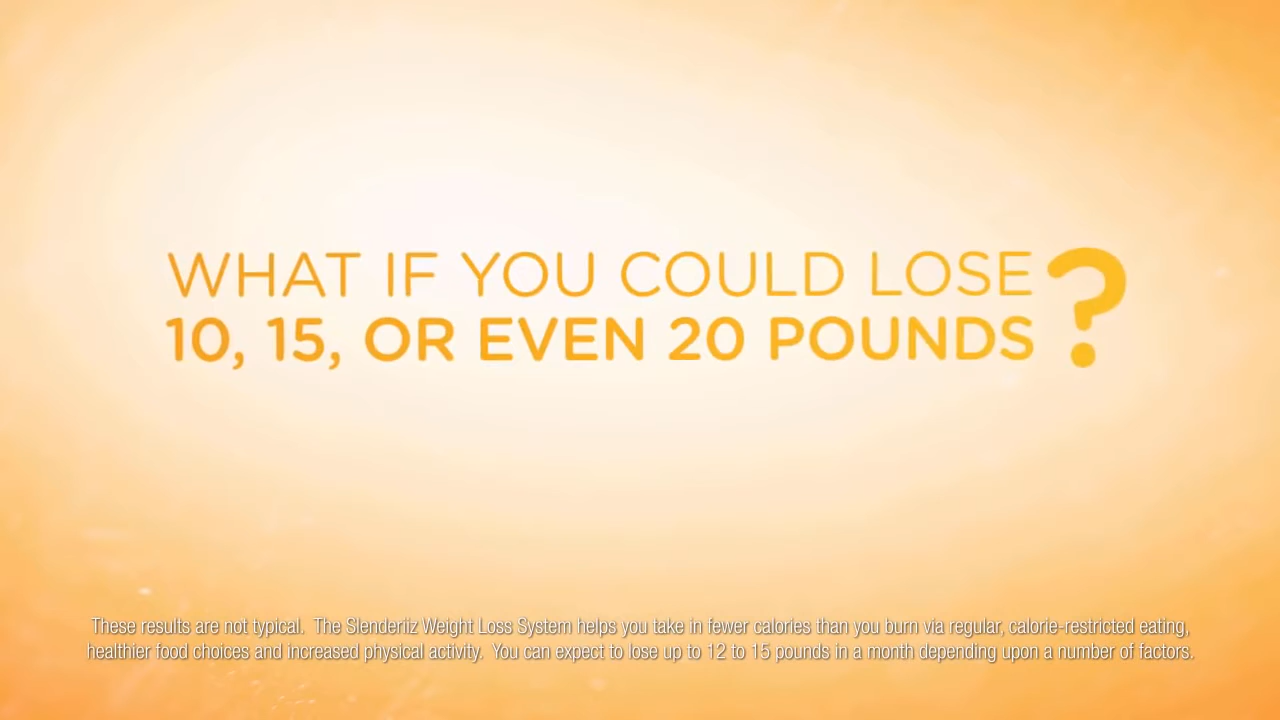 WHAT IF YOU COULD LOSE
10, 15, OR EVEN 20 POUNDS?
These results are not typical. The Slenderiiz Weight Loss System helps you take in fewer calories than you burn via regular, calorie-restricted eating,
healthier food choices and increased physical activity. You can expect to lose up to 12 to 15 pounds in a month depending upon a number of factors.